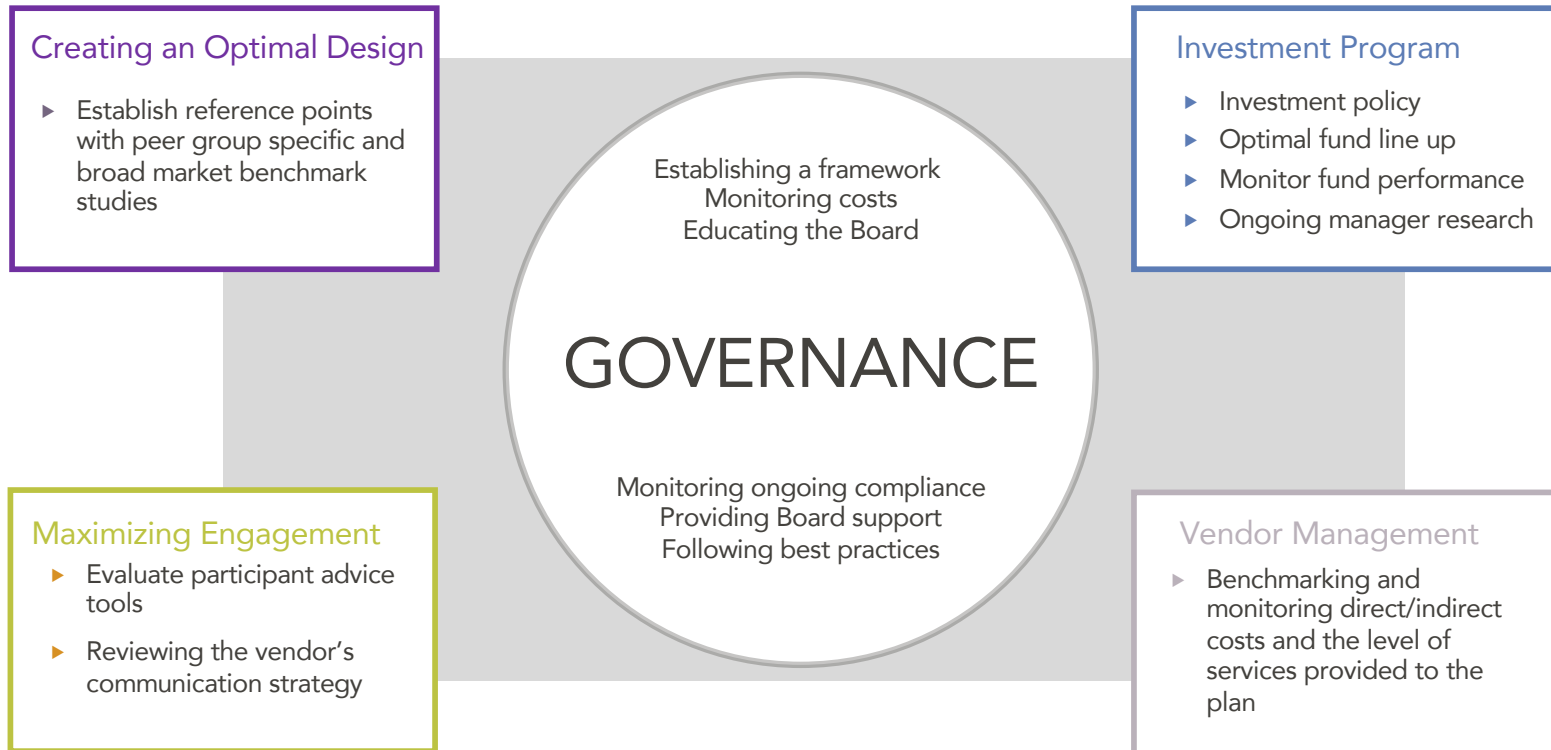 Creating an Optimal Design
Establish reference points
with peer group specific and
broad market benchmark
studies
Investment Program
Investment policy
Optimal fund line up
Monitor fund performance
Ongoing manager research
Establishing a framework
Monitoring costs
Educating the Board
GOVERNANCE
Monitoring ongoing compliance
Providing Board support
Following best practices
Maximizing Engagement
Evaluate participant advice
tools
Reviewing the vendor’s
communication strategy
Vendor Management
Benchmarking and
monitoring direct/indirect
costs and the level of
services provided to the
plan